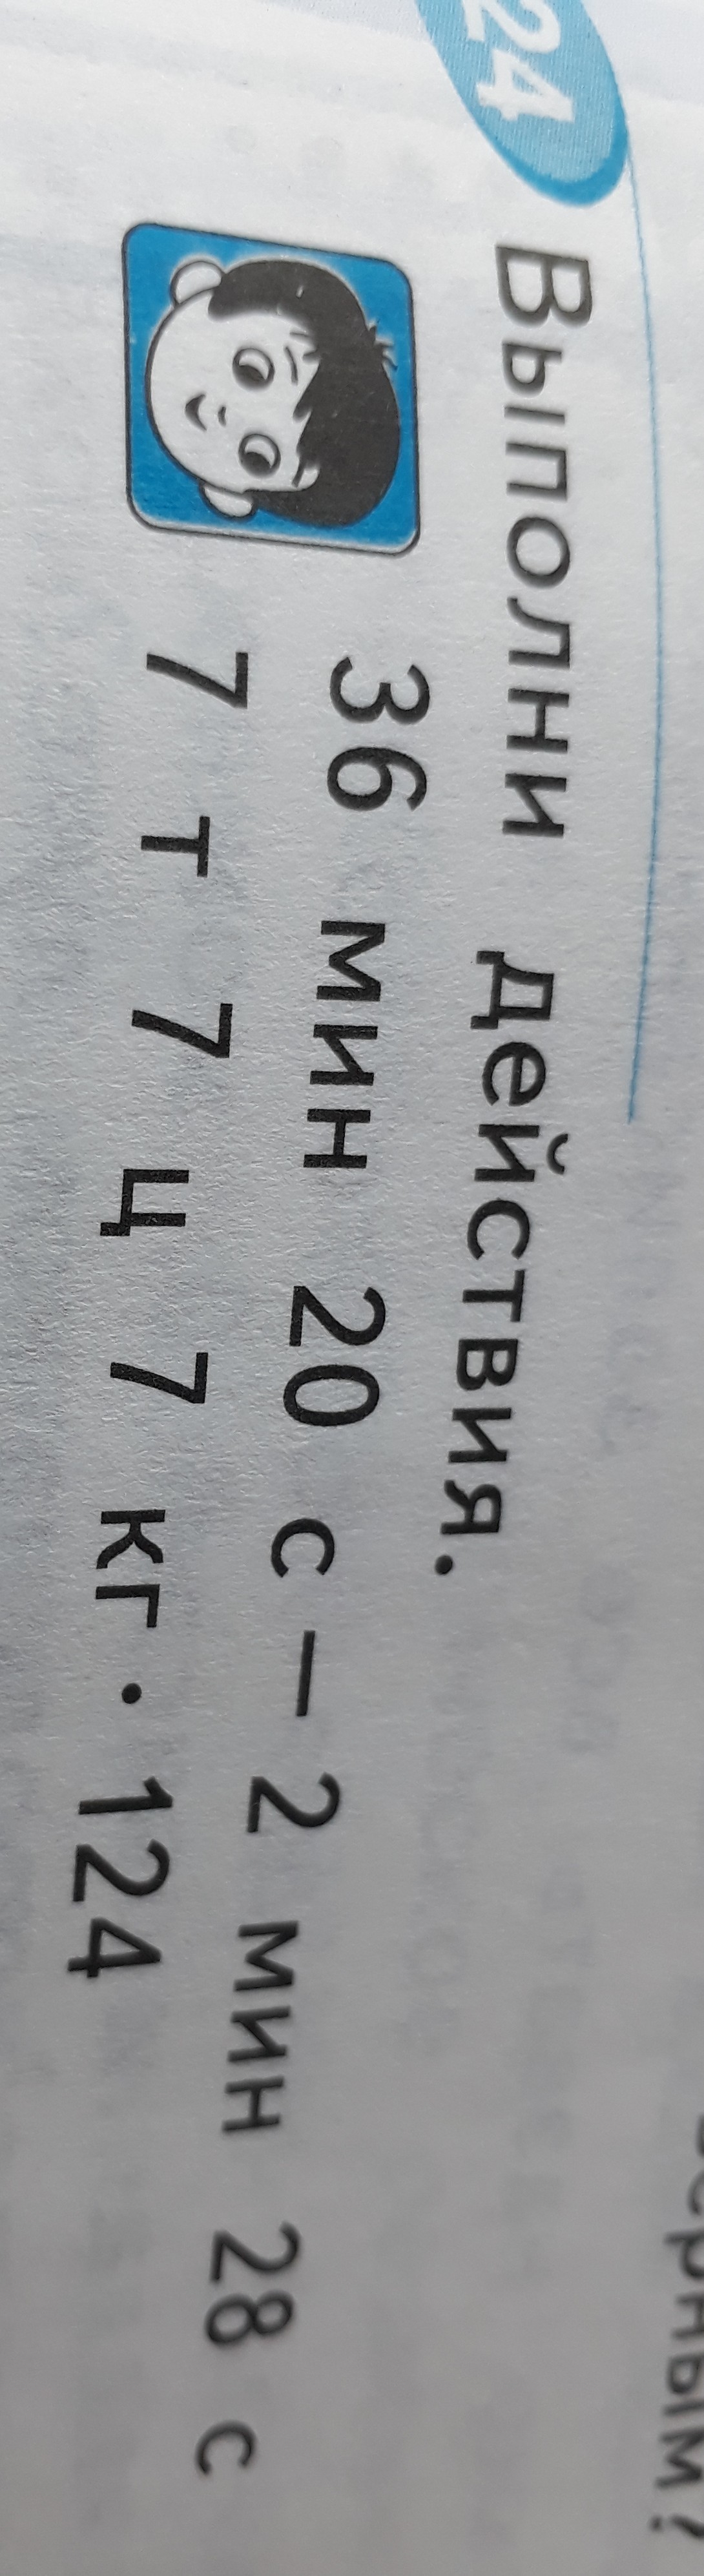 24 Выполни действия.
36 мин 20 с – 2 мин 28 с
7 т 7 ц 7 кг · 124